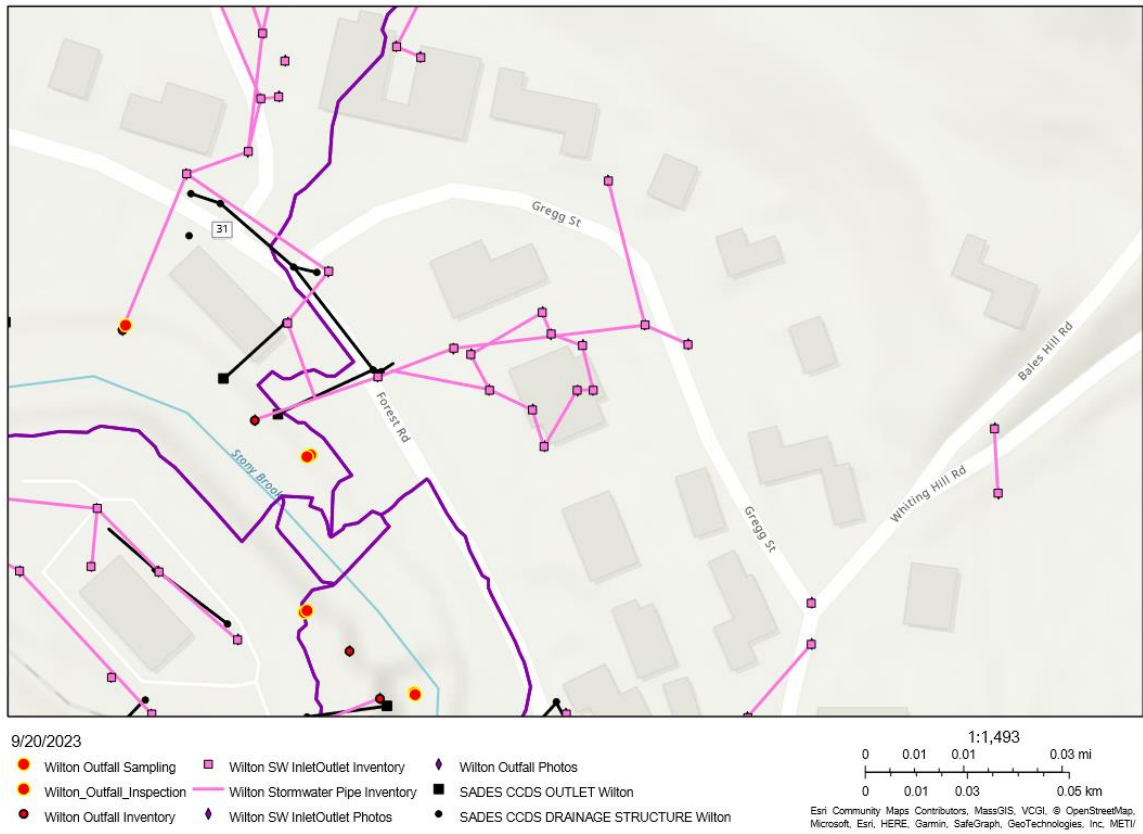 Gregg St
31
Bales Hill Rd
Forest Rd
Stony Brook
Whiting Hill Rd
Gregg St
9/20/2023
Wilton Outfall Sampling
Wilton_Outfall_Inspection
Wilton Outfall Inventory
Wilton SW InletOutlet Inventory
Wilton Stormwater Pipe Inventory
Wilton SW InletOutlet Photos
Wilton Outfall Photos
SADES CCDS OUTLET Wilton
SADES CCDS DRAINAGE STRUCTURE Wilton
1:1,493
0 0.01 0.01 0.03 mi
0 0.01 0.03 0.05 km
Esri Community Maps Contributors, MassGIS, VCGI, © OpenStreetMap,
Microsoft, Esri, HERE, Garmin, SafeGraph, GeoTechnologies, Inc, METI/